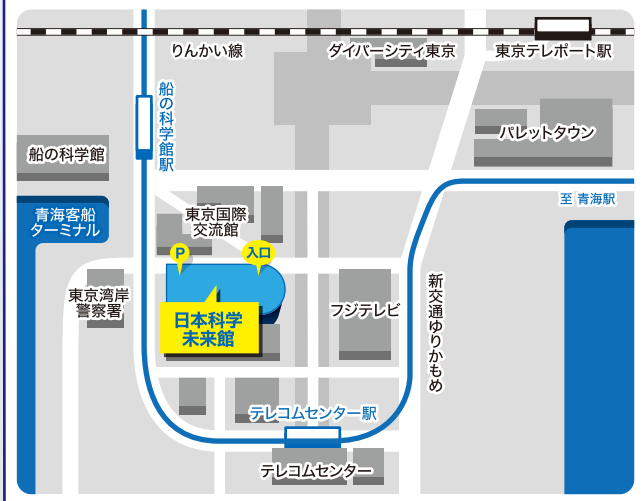 りんかい線
ダイバーシティ東京
東京テレポート駅
船の科学館駅
パレットタウン
船の科学館
至 青海駅
青海客船
ターミナル
東京国際
交流館
P
入口
東京湾岸
警察署
日本科学
未来館
フジテレビ
新交通ゆりかもめ
テレコムセンター駅
テレコムセンター